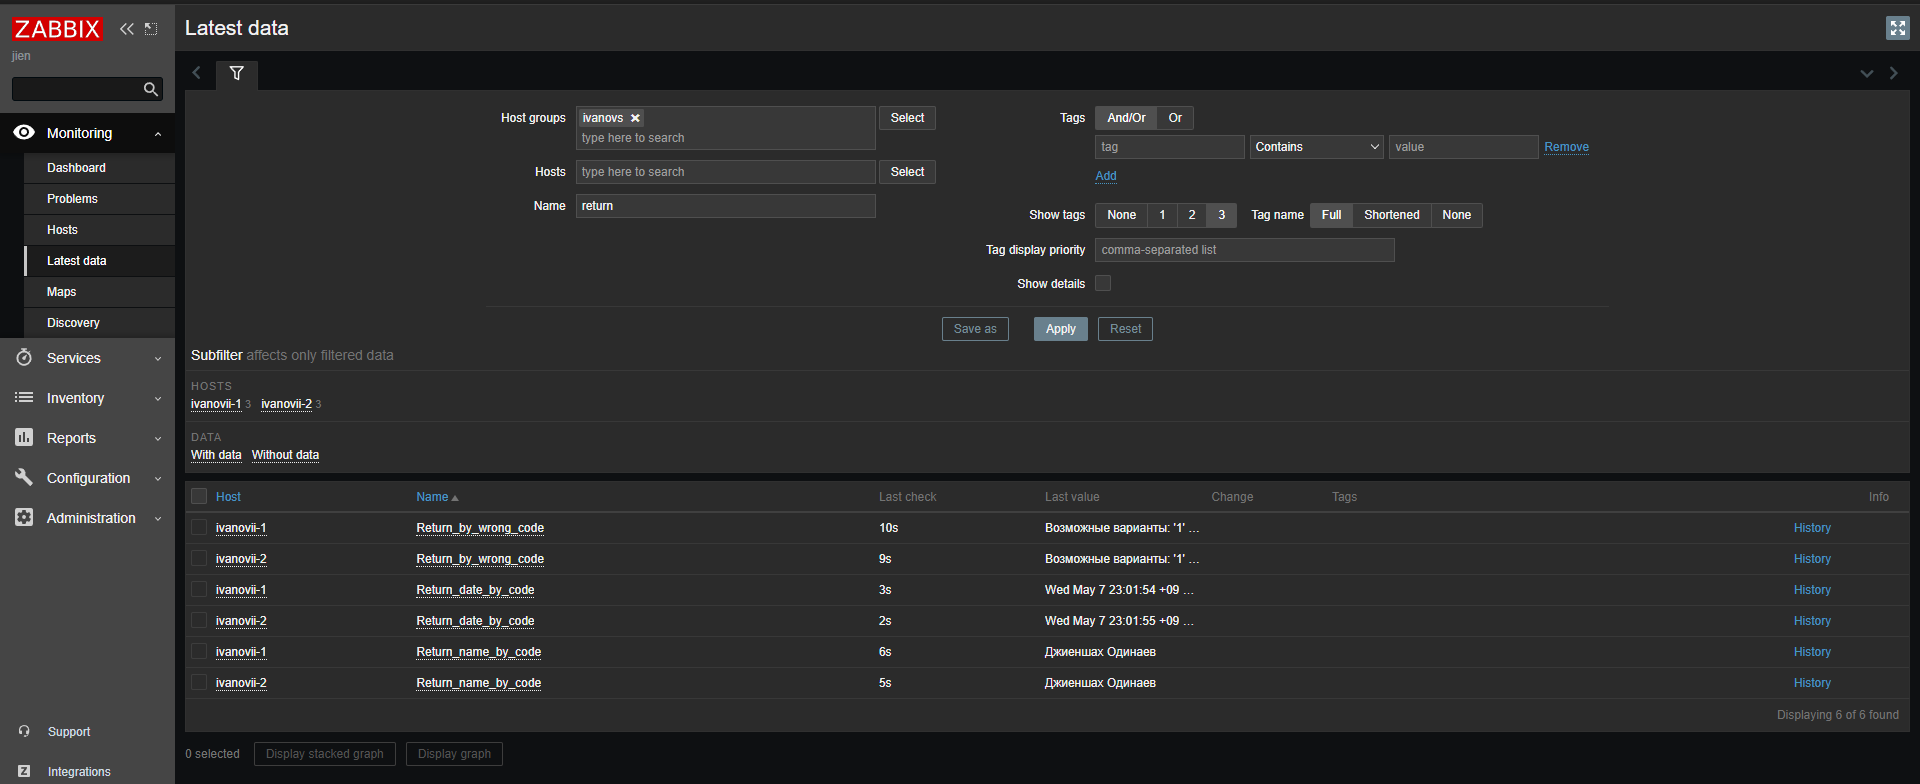 ZABBIX
jien
Monitoring
Dashboard
Problems
Hosts
Latest data
Maps
Discovery
Services
Inventory
Reports
Configuration
Administration
Support
Z Integrations
Latest data
Host groups ivanovs type here to search Select
Hosts type here to search Select
Name return
Tags And/Or Or
tag Contains value Remove
Add
Show tags None 1 2 3 Tag name Full Shortened None
Tag display priority comma-separated list
Show details
Save as Apply Reset
Subfilter affects only filtered data
HOSTS
ivanovii-1 3 ivanovii-2 3
DATA
With data Without data
Host Name Last check Last value Change Tags Info
ivanovii-1 Return_by_wrong_code 10s Возможные варианты: '1' ... History
ivanovii-2 Return_by_wrong_code 9s Возможные варианты: '1' ... History
ivanovii-1 Return_date_by_code 3s Wed May 7 23:01:54 +09 ... History
ivanovii-2 Return_date_by_code 2s Wed May 7 23:01:55 +09 ... History
ivanovii-1 Return_name_by_code 6s Джиеншах Одинаев History
ivanovii-2 Return_name_by_code 5s Джиеншах Одинаев History
Displaying 6 of 6 found
0 selected Display stacked graph Display graph